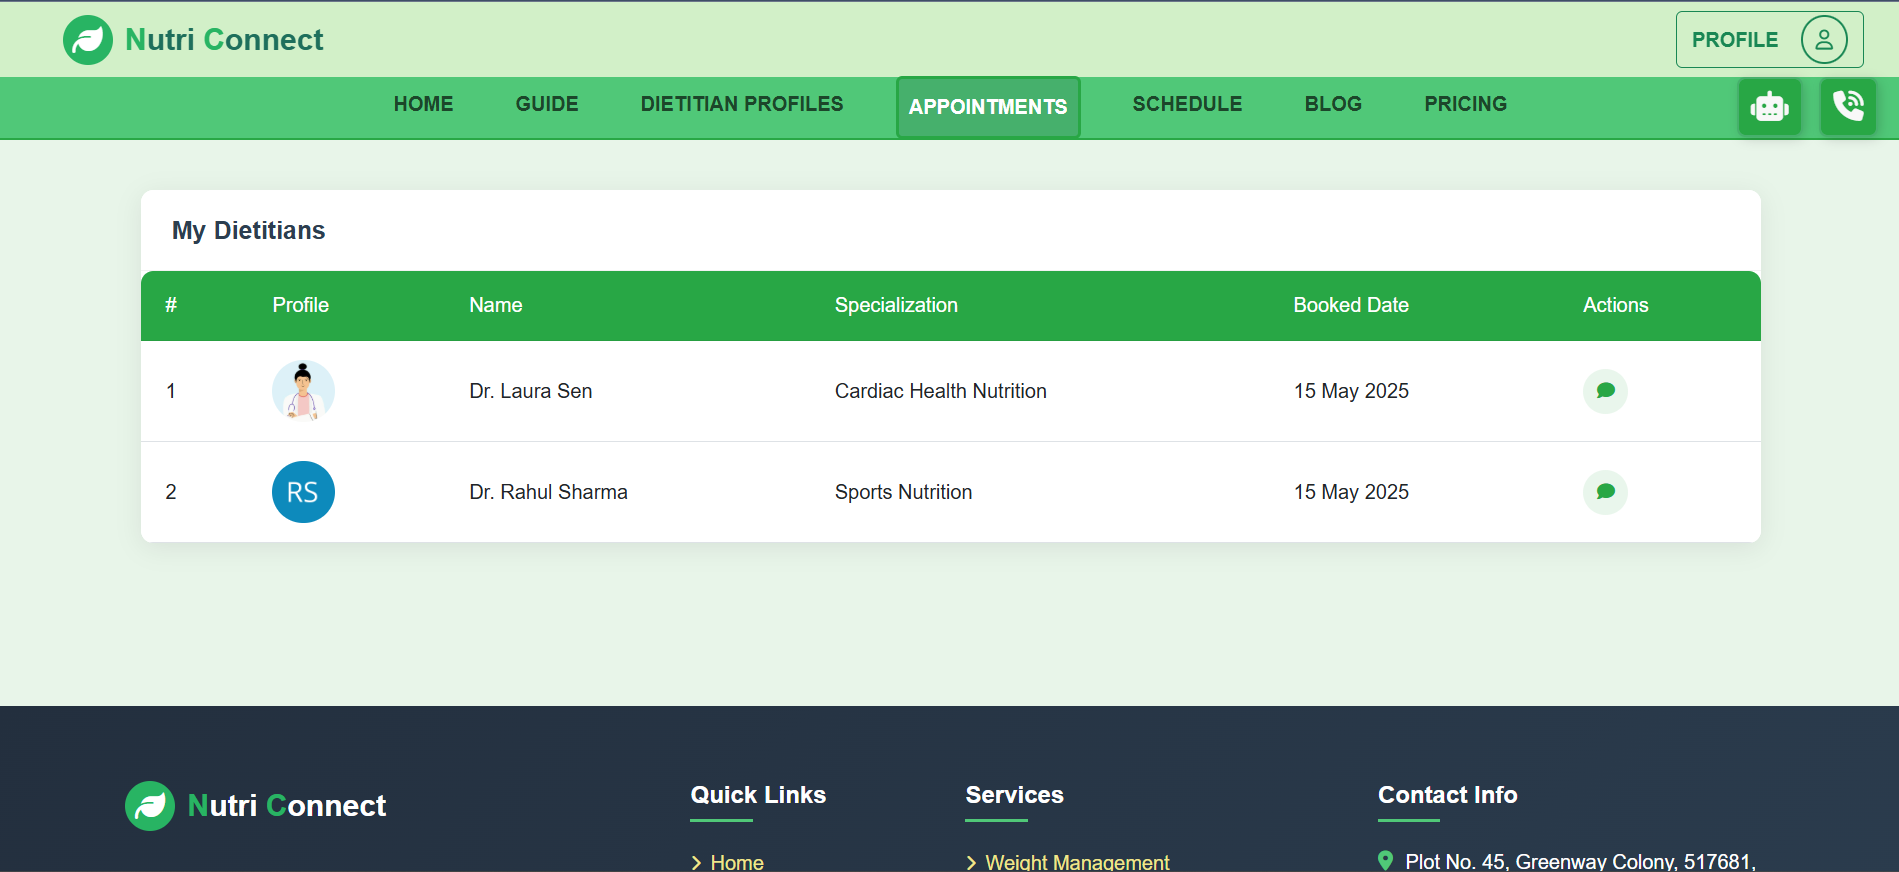 Nutri Connect
PROFILE
HOME GUIDE DIETITIAN PROFILES APPOINTMENTS SCHEDULE BLOG PRICING
My Dietitians
# Profile Name Specialization Booked Date Actions
1 Dr. Laura Sen Cardiac Health Nutrition 15 May 2025
2 RS Dr. Rahul Sharma Sports Nutrition 15 May 2025
Nutri Connect
Quick Links
Home
Services
Weight Management
Contact Info
Plot No. 45, Greenway Colony, 517681,